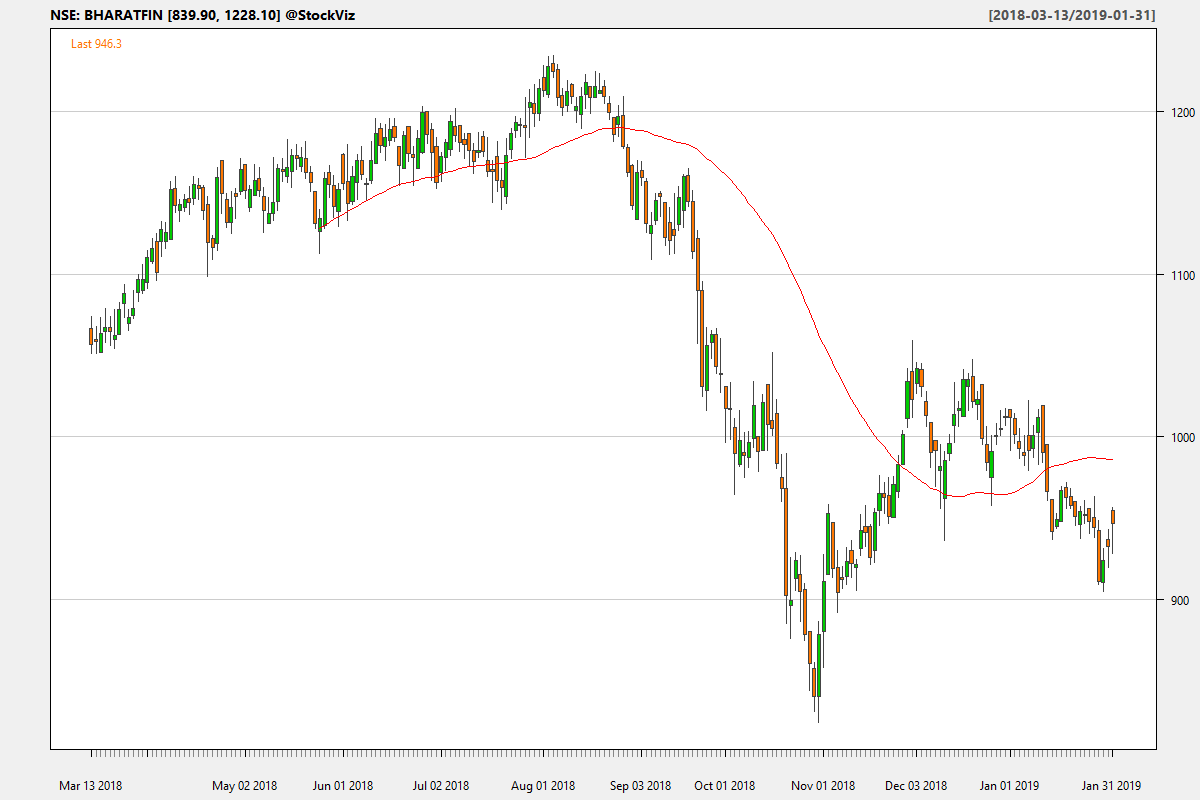 NSE: BHARATFIN [839.90, 1228.10] @StockViz
[2018-03-13/2019-01-31]
Last 946.3
1200
1100
1000
900
Mar 13 2018
May 02 2018
Jun 01 2018
Jul 02 2018
Aug 01 2018
Sep 03 2018
Oct 01 2018
Nov 01 2018
Dec 03 2018
Jan 01 2019
Jan 31 2019